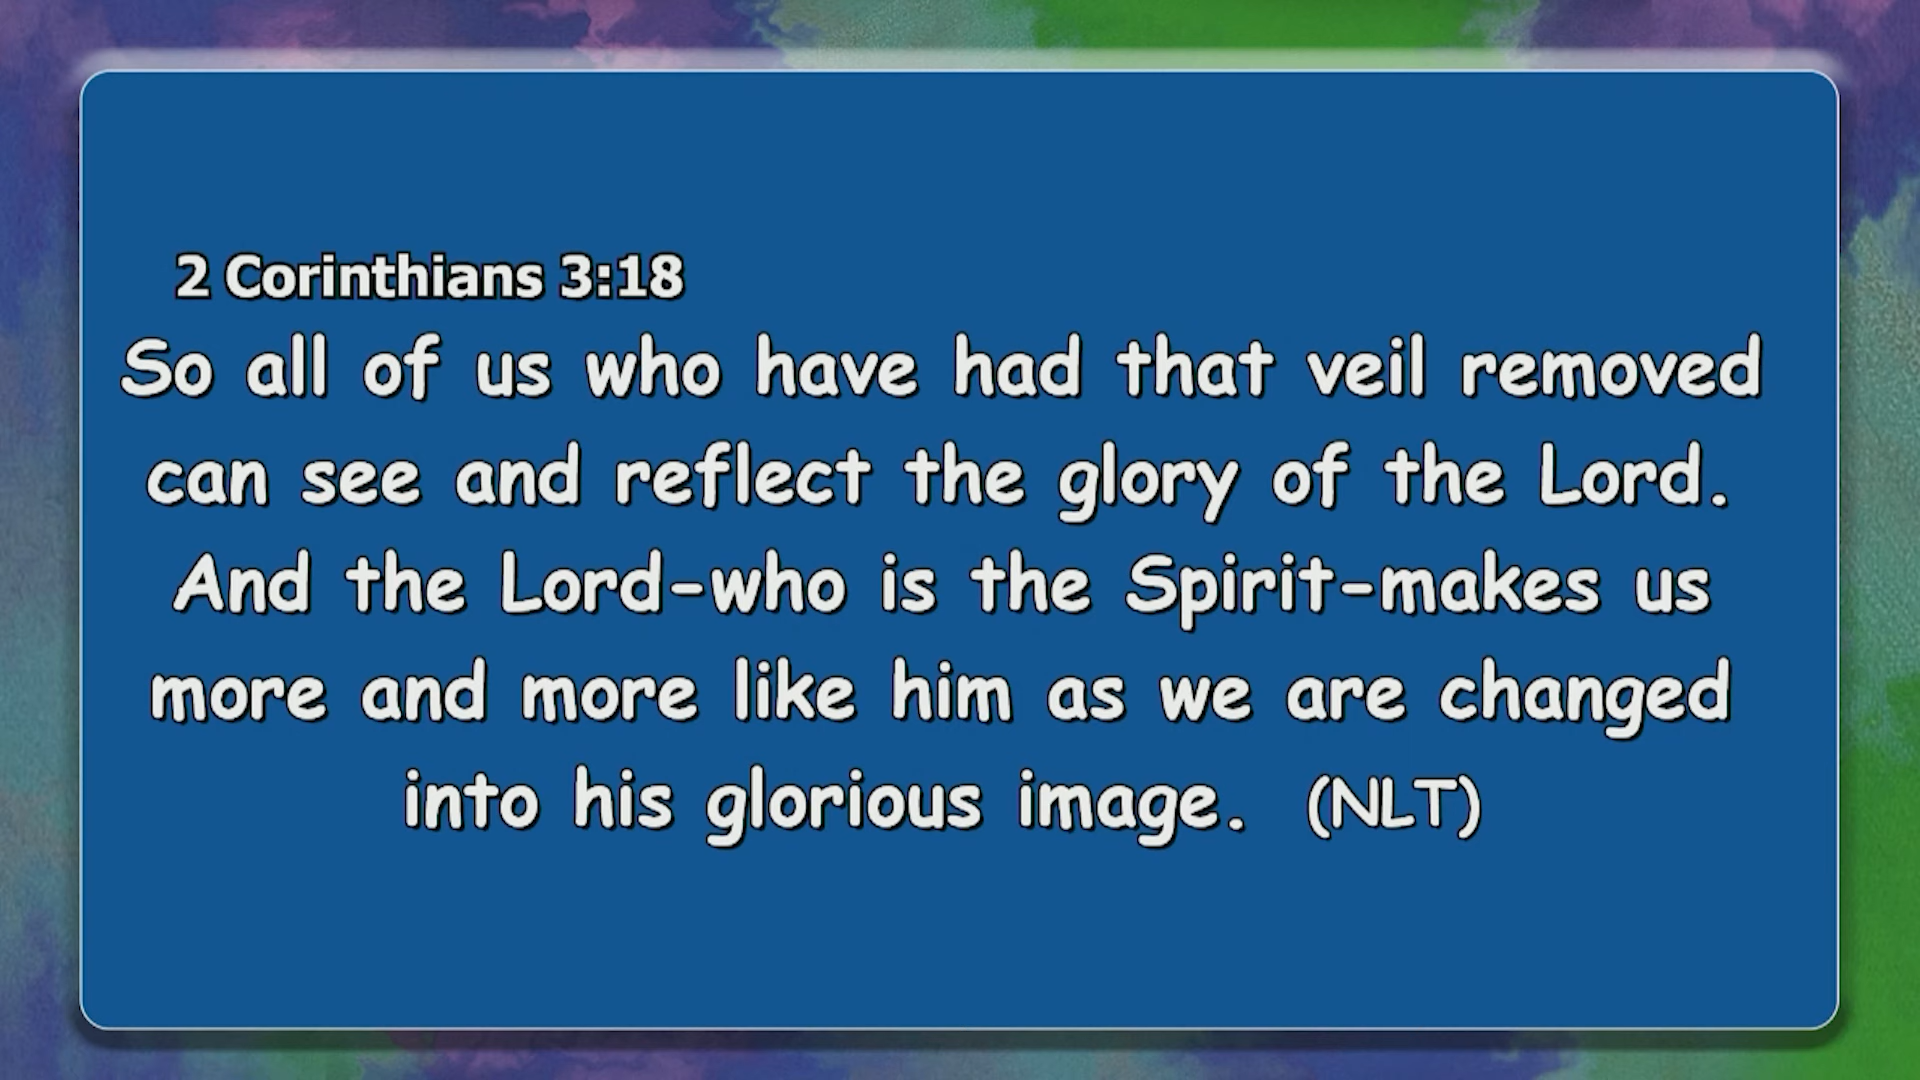 2 Corinthians 3:18
So all of us who have had that veil removed
can see and reflect the glory of the Lord.
And the Lord–who is the Spirit–makes us
more and more like him as we are changed
into his glorious image. (NLT)